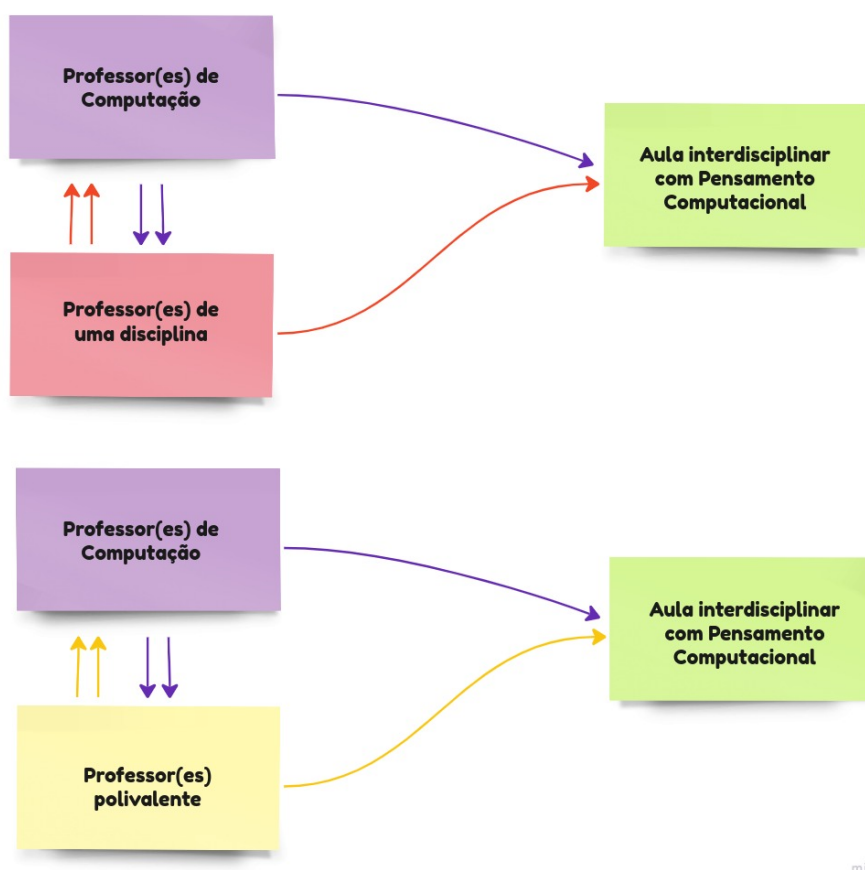 Professor(es) de
Computação
Aula interdisciplinar
com Pensamento
Computacional
Professor(es) de
uma disciplina
Professor(es) de
Computação
Aula interdisciplinar
com Pensamento
Computacional
Professor(es)
polivalente